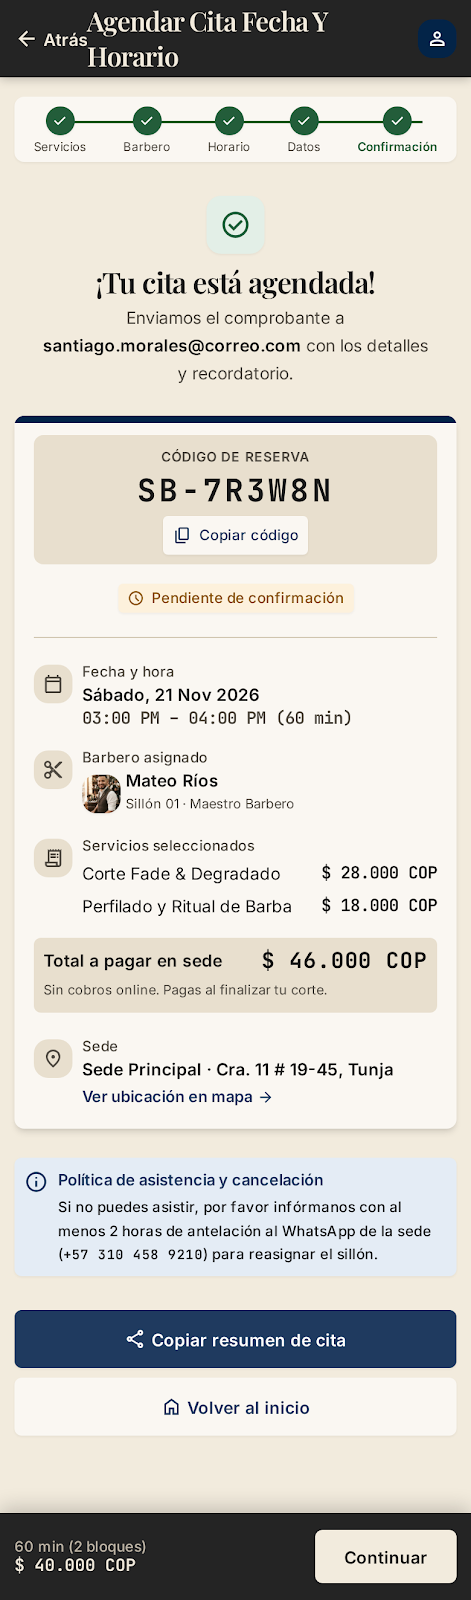 Atrás
Agendar Cita Fecha Y
Horario
Servicios
Barbero
Horario
Datos
Confirmación
¡Tu cita está agendada!
Enviamos el comprobante a
santiago.morales@correo.com con los detalles
y recordatorio.
CÓDIGO DE RESERVA
SB-7R3W8N
Copiar código
Pendiente de confirmación
Fecha y hora
Sábado, 21 Nov 2026
03:00 PM – 04:00 PM (60 min)
Barbero asignado
Mateo Ríos
Sillón 01 · Maestro Barbero
Servicios seleccionados
Corte Fade & Degradado $ 28.000 COP
Perfilado y Ritual de Barba $ 18.000 COP
Total a pagar en sede $ 46.000 COP
Sin cobros online. Pagas al finalizar tu corte.
Sede
Sede Principal · Cra. 11 # 19-45, Tunja
Ver ubicación en mapa →
Política de asistencia y cancelación
Si no puedes asistir, por favor infórmanos con al
menos 2 horas de antelación al WhatsApp de la sede
(+57 310 458 9210) para reasignar el sillón.
Copiar resumen de cita
Volver al inicio
60 min (2 bloques)
$ 40.000 COP
Continuar